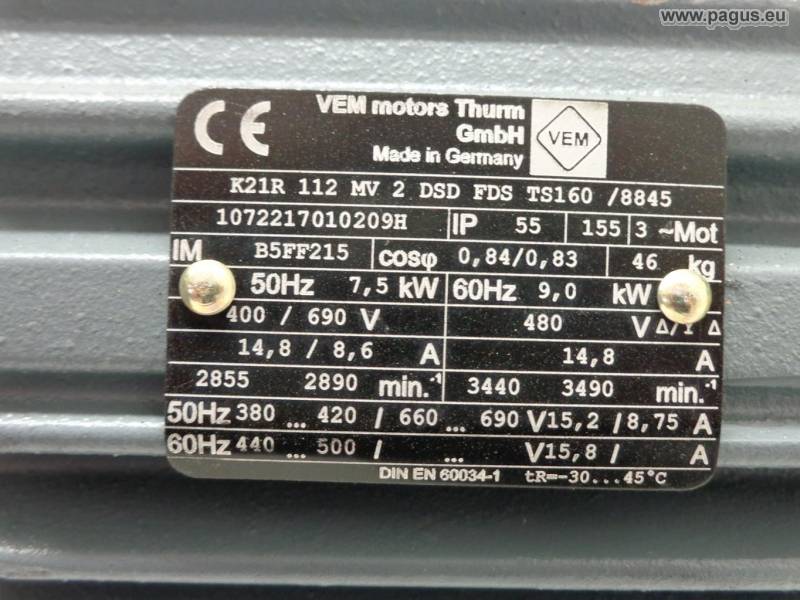 www.pagus.eu
CE
VEM motors Thurm
GmbH
Made in Germany
VEM
K21R 112 MV 2 DSD FDS TS160 /8845
1072217010209H IP 55 155 3 ~Mot
IM B5FF215 cosφ 0,84/0,83 46 kg
50Hz 7,5 kW 60Hz 9,0 kW
400 / 690 V 480 V Δ/Y Δ
14,8 / 8,6 A 14,8 A
2855 2890 min.⁻¹ 3440 3490 min.⁻¹
50Hz 380 ... 420 / 660 ... 690 V 15,2 / 8,75 A
60Hz 440 ... 500 / ... V 15,8 / A
DIN EN 60034-1 tR=-30...45°C